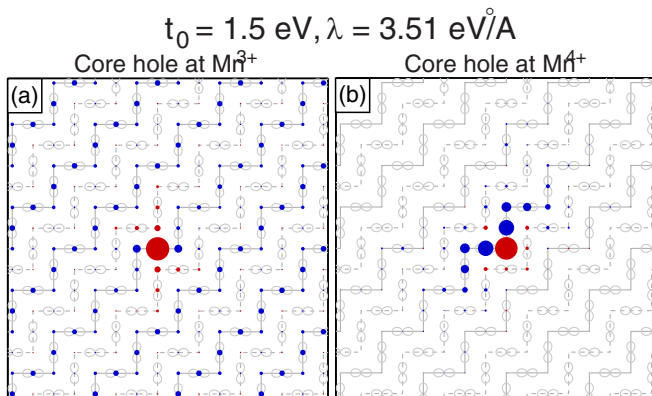 t₀ = 1.5 eV, λ = 3.51 eV/Å
Core hole at Mn³⁺
Core hole at Mn⁴⁺
(a)
(b)